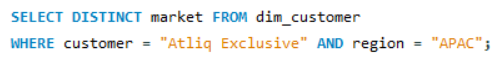 SELECT DISTINCT market FROM dim_customer
WHERE customer = "Atliq Exclusive" AND region = "APAC";